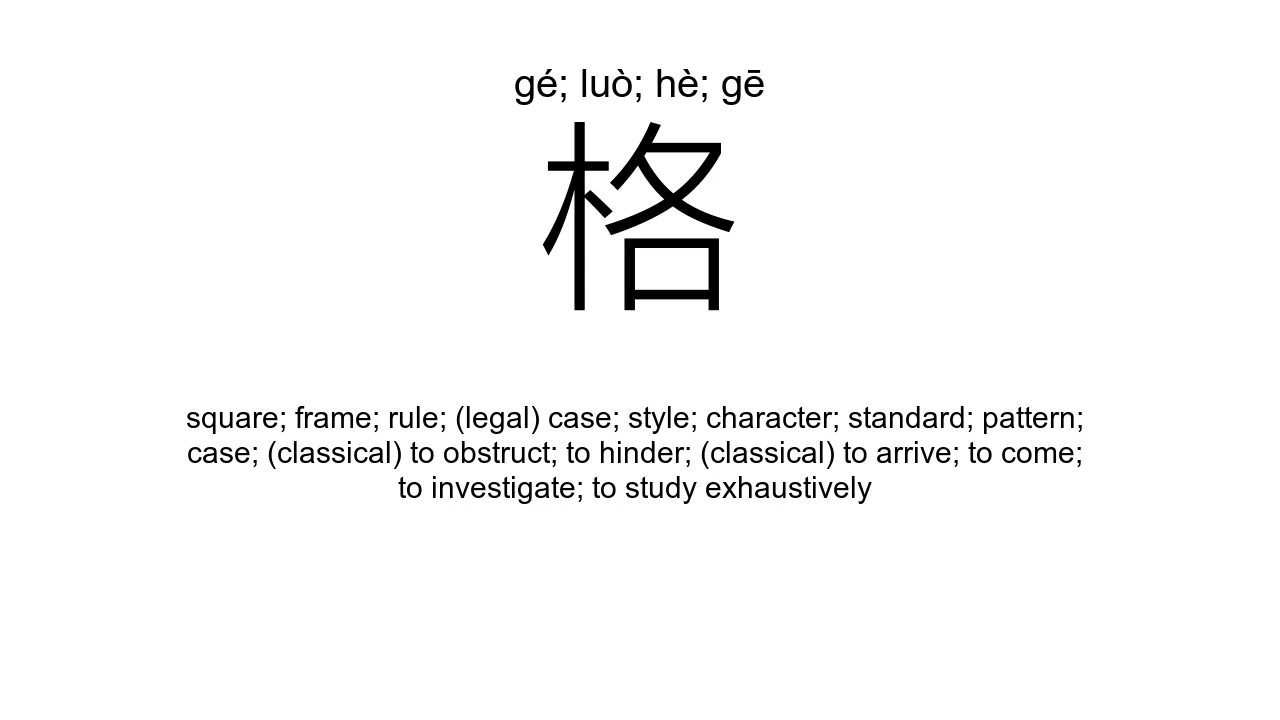 gé; luò; hè; gē
格
square; frame; rule; (legal) case; style; character; standard; pattern;
case; (classical) to obstruct; to hinder; (classical) to arrive; to come;
to investigate; to study exhaustively